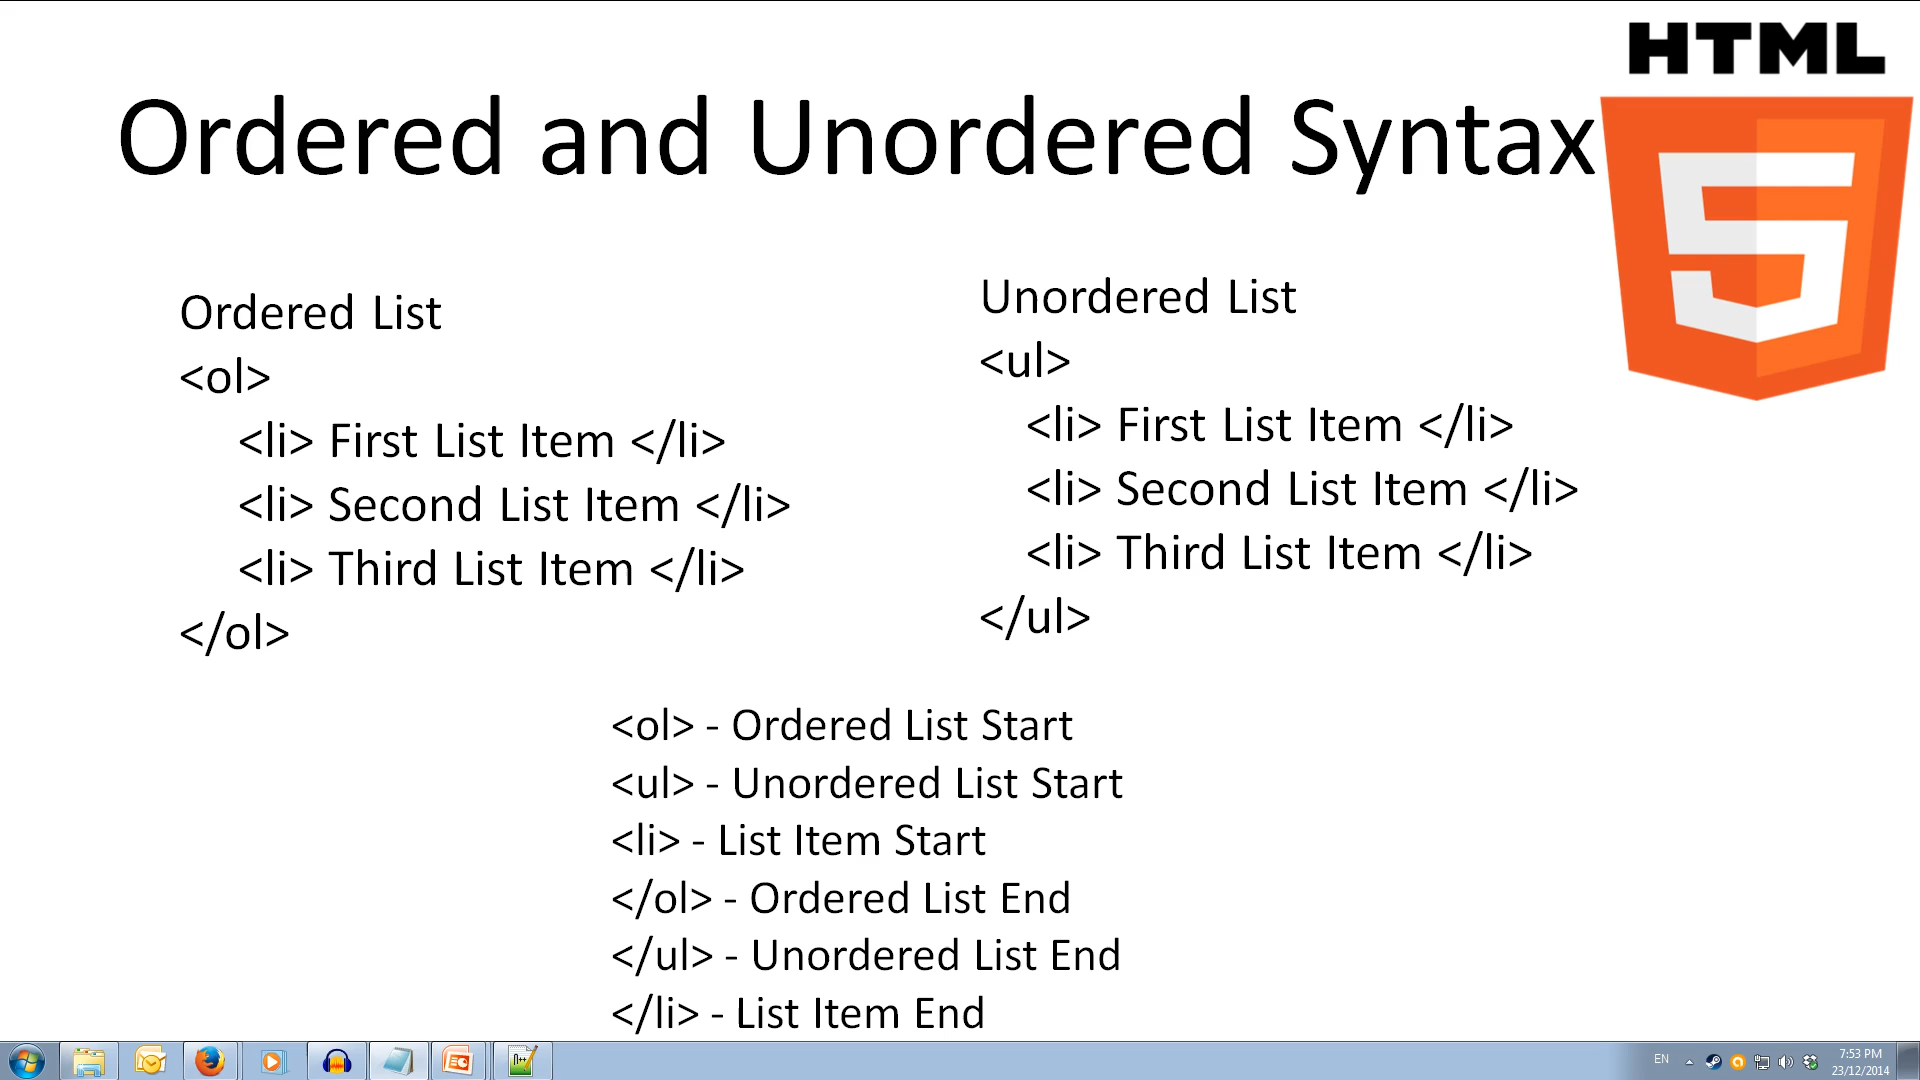 HTML
Ordered and Unordered Syntax
Ordered List
<ol>
<li> First List Item </li>
<li> Second List Item </li>
<li> Third List Item </li>
</ol>
Unordered List
<ul>
<li> First List Item </li>
<li> Second List Item </li>
<li> Third List Item </li>
</ul>
<ol> - Ordered List Start
<ul> - Unordered List Start
<li> - List Item Start
</ol> - Ordered List End
</ul> - Unordered List End
</li> - List Item End
EN
7:53 PM
23/12/2014